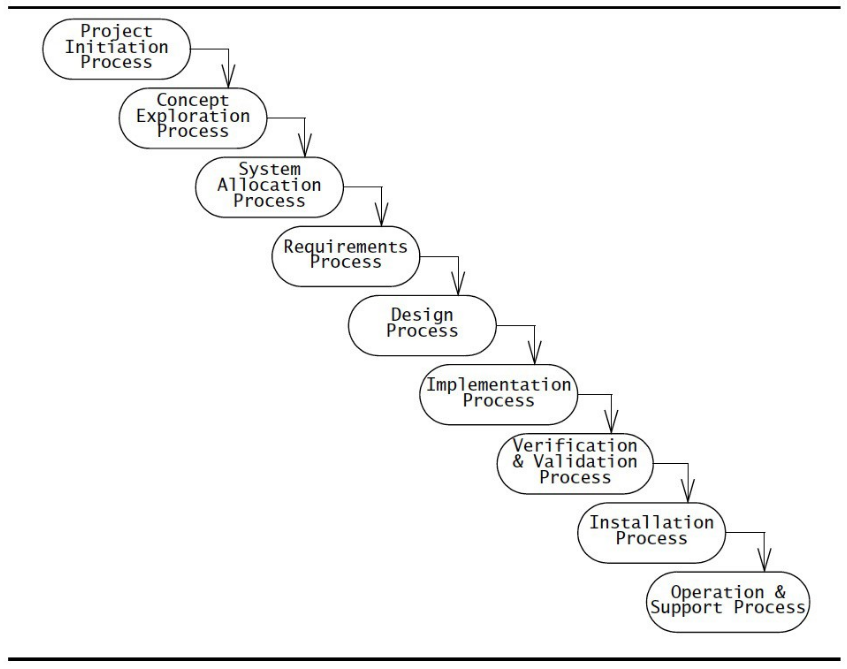 Project
Initiation
Process
Concept
Exploration
Process
System
Allocation
Process
Requirements
Process
Design
Process
Implementation
Process
Verification
& Validation
Process
Installation
Process
Operation &
Support Process